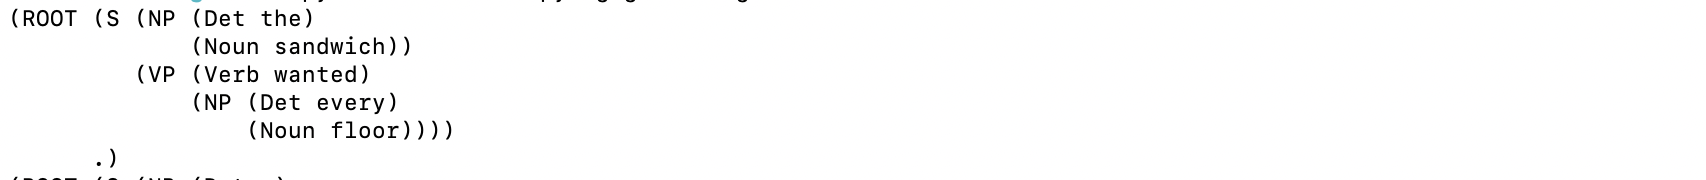 (ROOT (S (NP (Det the)
             (Noun sandwich))
         (VP (Verb wanted)
             (NP (Det every)
                 (Noun floor))))
      .)